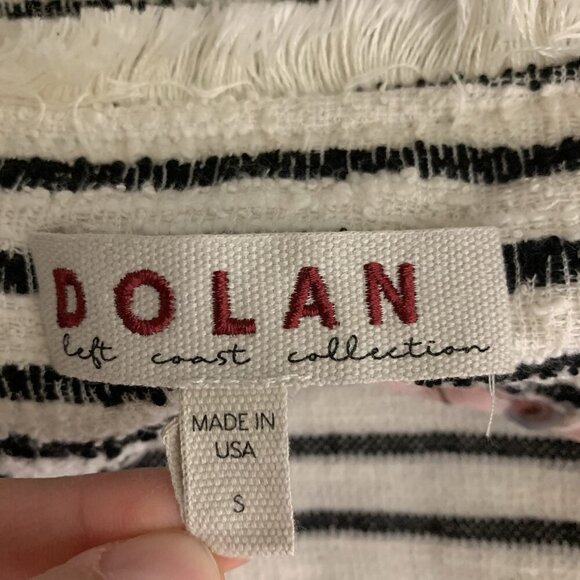 DOLAN
left coast collection
MADE IN
USA
S